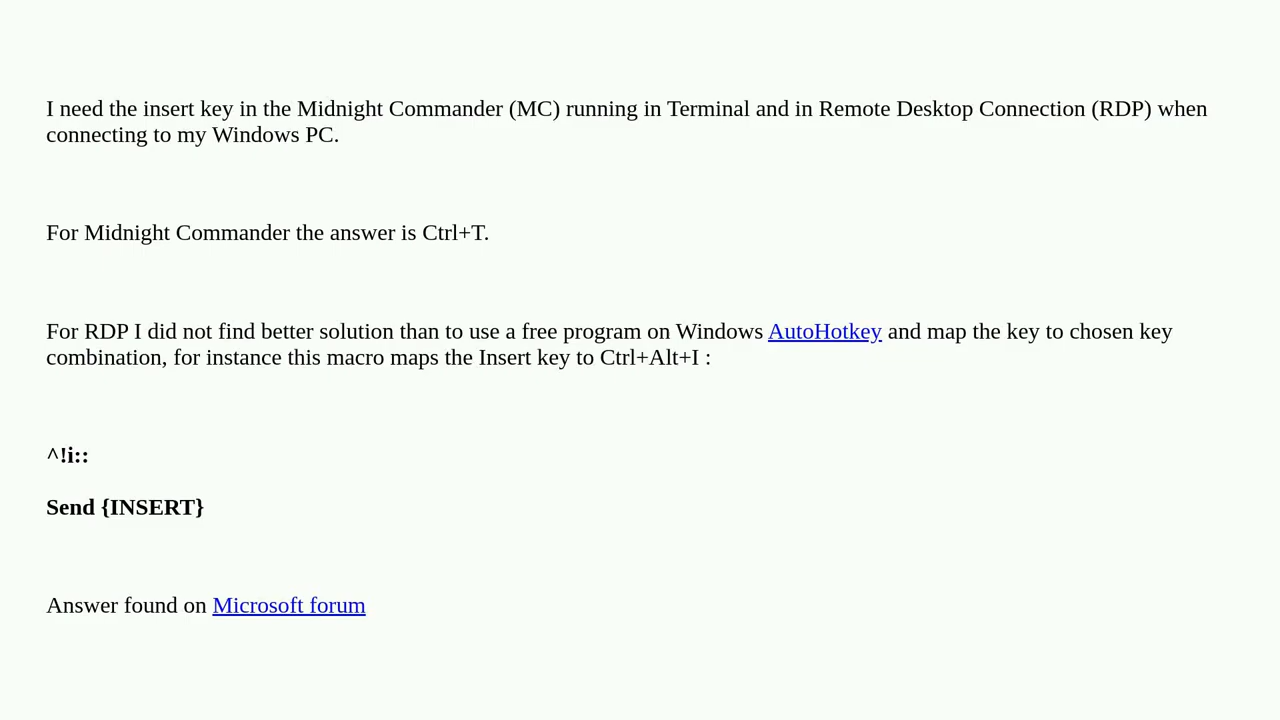 I need the insert key in the Midnight Commander (MC) running in Terminal and in Remote Desktop Connection (RDP) when
connecting to my Windows PC.
For Midnight Commander the answer is Ctrl+T.
For RDP I did not find better solution than to use a free program on Windows AutoHotkey and map the key to chosen key
combination, for instance this macro maps the Insert key to Ctrl+Alt+I :
^!i::
Send {INSERT}
Answer found on Microsoft forum